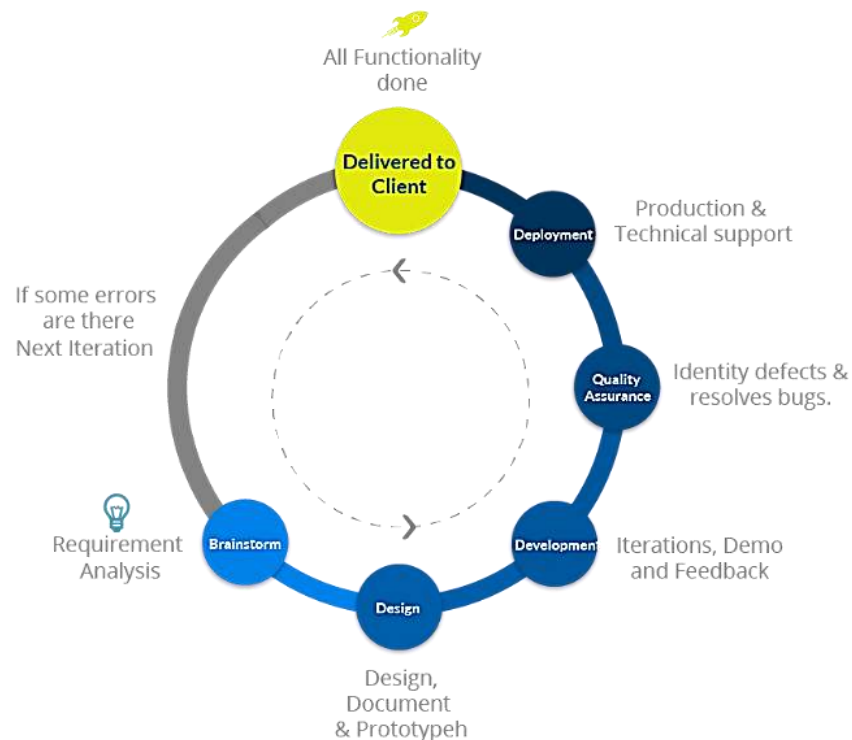 All Functionality
done
Delivered to
Client
Deployment
Production &
Technical support
If some errors
are there
Next Iteration
Quality
Assurance
Identity defects &
resolves bugs.
Requirement
Analysis
Brainstorm
Development
Iterations, Demo
and Feedback
Design
Design,
Document
& Prototypeh